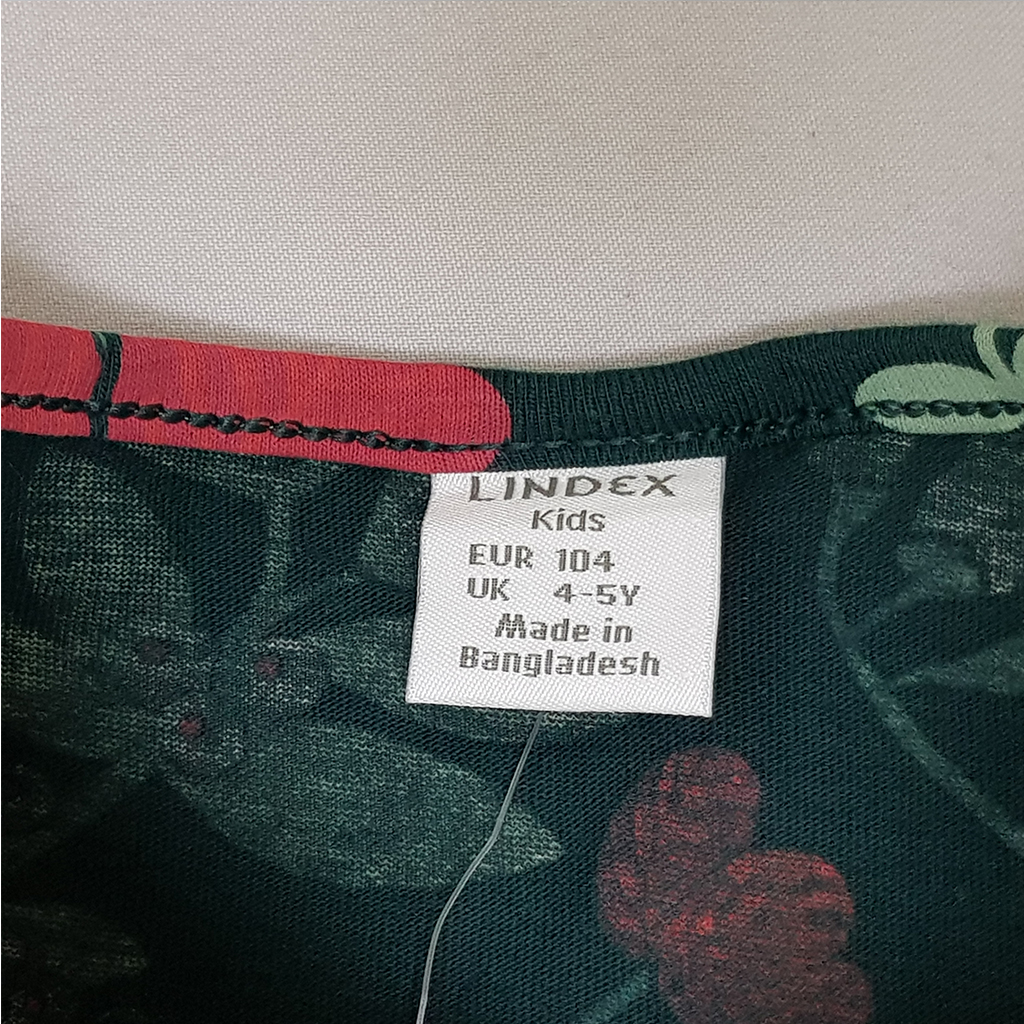 LINDEX
Kids
EUR 104
UK 4-5Y
Made in
Bangladesh